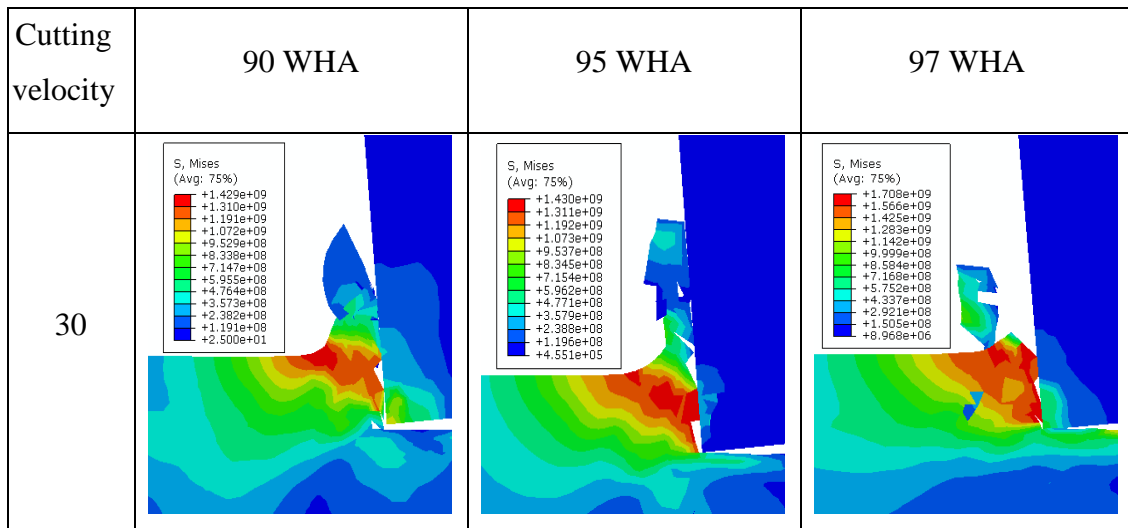 Cutting
velocity
90 WHA
95 WHA
97 WHA
30
S, Mises
(Avg: 75%)
+1.429e+09
+1.310e+09
+1.191e+09
+1.072e+09
+9.529e+08
+8.338e+08
+7.147e+08
+5.955e+08
+4.764e+08
+3.573e+08
+2.382e+08
+1.191e+08
+2.500e+01
S, Mises
(Avg: 75%)
+1.430e+09
+1.311e+09
+1.192e+09
+1.073e+09
+9.537e+08
+8.345e+08
+7.154e+08
+5.962e+08
+4.771e+08
+3.579e+08
+2.388e+08
+1.196e+08
+4.551e+05
S, Mises
(Avg: 75%)
+1.708e+09
+1.566e+09
+1.425e+09
+1.283e+09
+1.142e+09
+9.999e+08
+8.584e+08
+7.168e+08
+5.752e+08
+4.337e+08
+2.921e+08
+1.505e+08
+8.968e+06